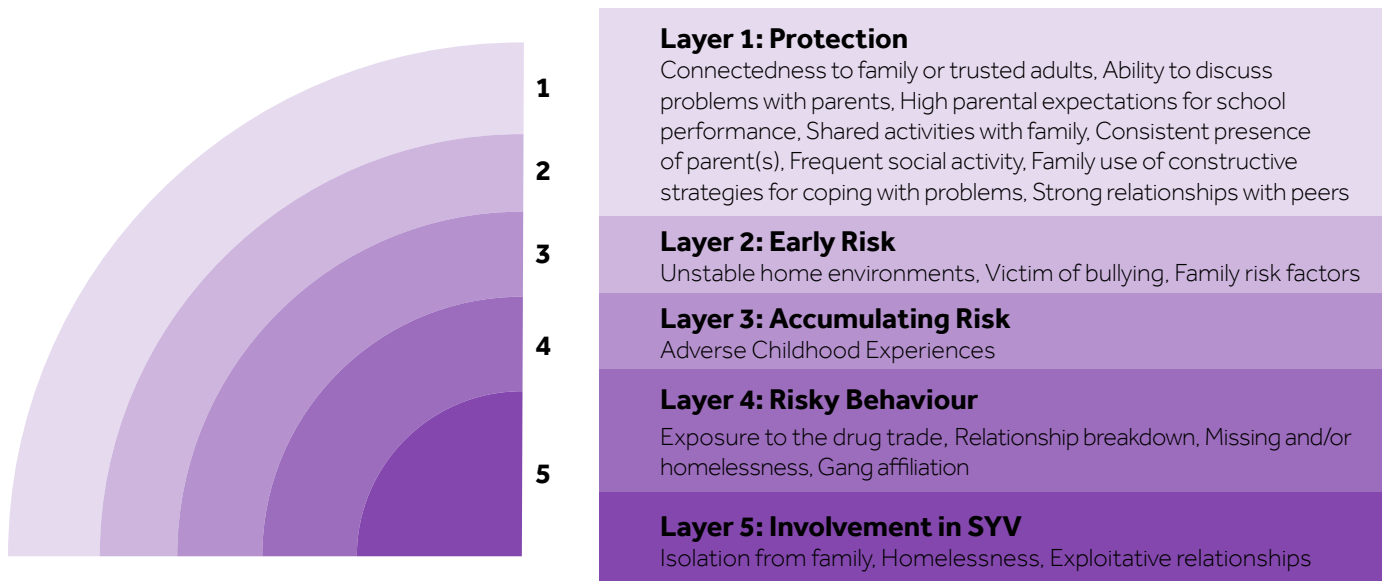 1
2
3
4
5
Layer 1: Protection
Connectedness to family or trusted adults, Ability to discuss
problems with parents, High parental expectations for school
performance, Shared activities with family, Consistent presence
of parent(s), Frequent social activity, Family use of constructive
strategies for coping with problems, Strong relationships with peers
Layer 2: Early Risk
Unstable home environments, Victim of bullying, Family risk factors
Layer 3: Accumulating Risk
Adverse Childhood Experiences
Layer 4: Risky Behaviour
Exposure to the drug trade, Relationship breakdown, Missing and/or
homelessness, Gang affiliation
Layer 5: Involvement in SYV
Isolation from family, Homelessness, Exploitative relationships